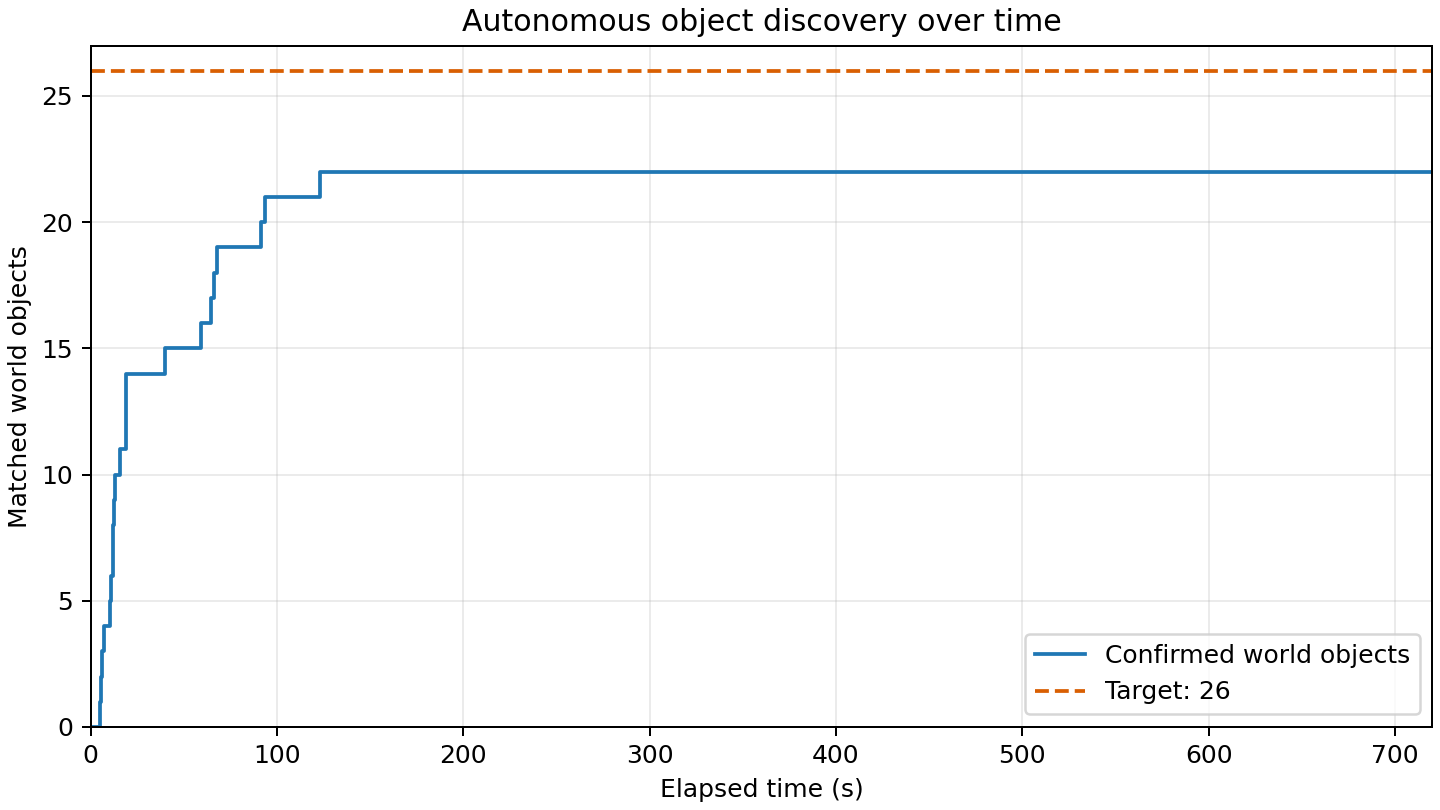 Autonomous object discovery over time
Matched world objects
25
20
15
10
5
0
0 100 200 300 400 500 600 700
Elapsed time (s)
Confirmed world objects
Target: 26